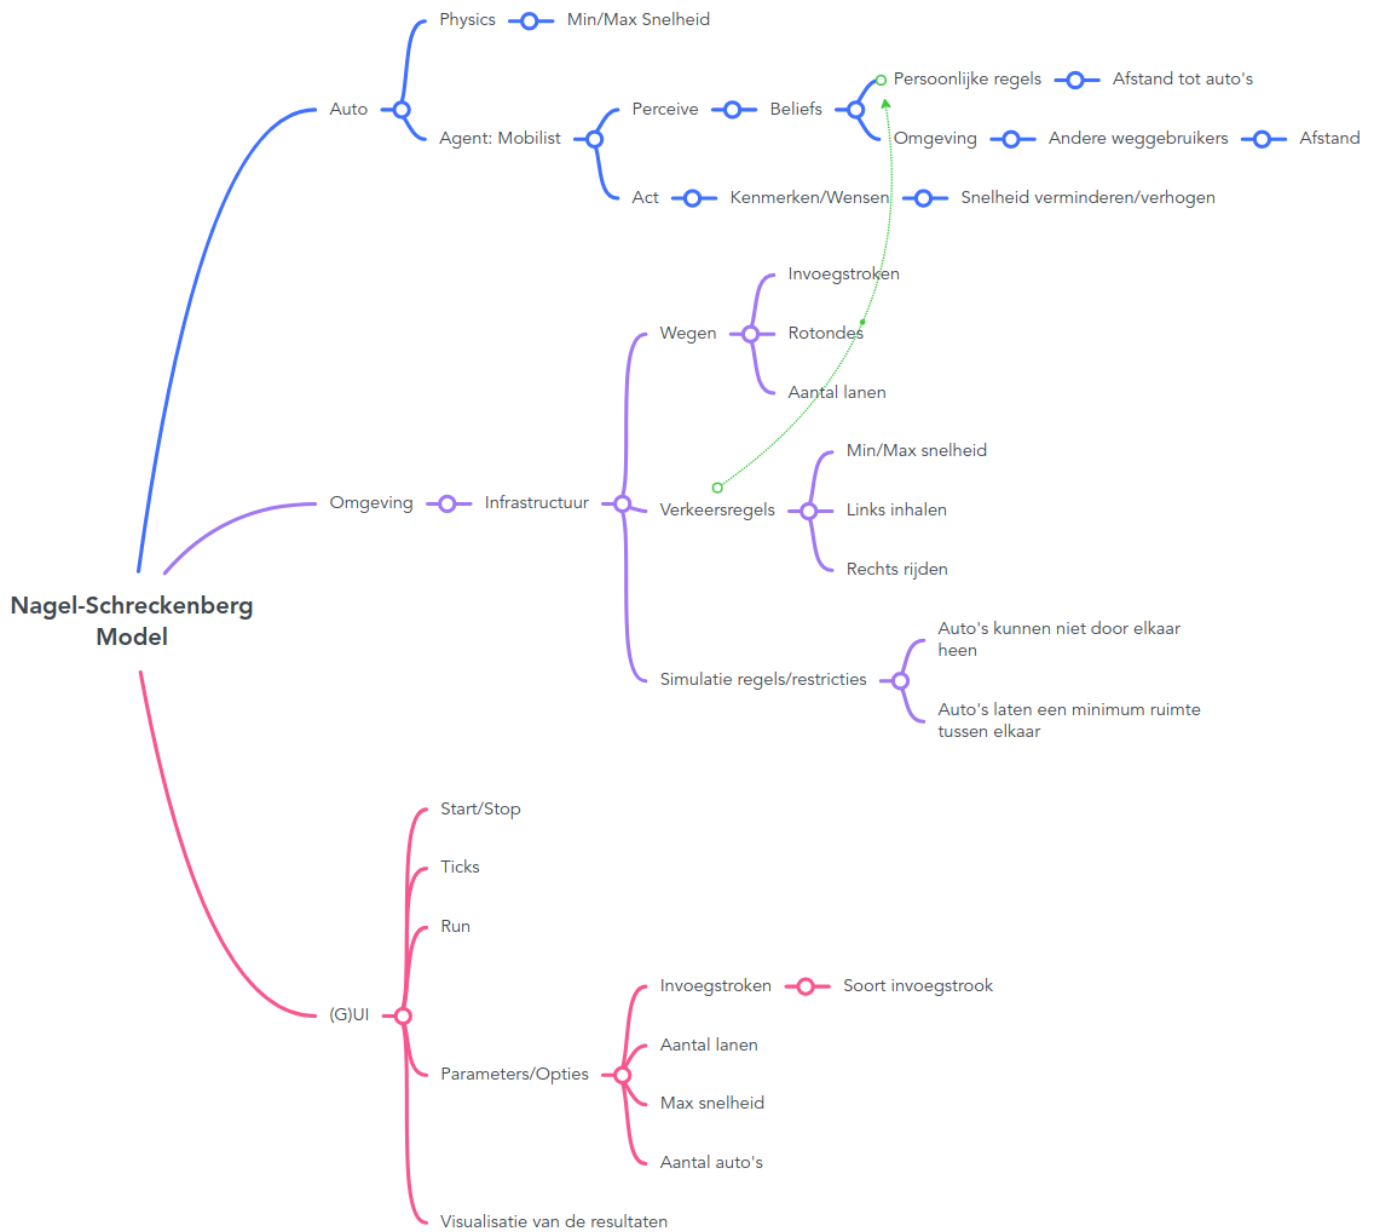 Physics
Min/Max Snelheid
Persoonlijke regels
Afstand tot auto's
Auto
Perceive
Beliefs
Agent: Mobilist
Omgeving
Andere weggebruikers
Afstand
Act
Kenmerken/Wensen
Snelheid verminderen/verhogen
Invoegstroken
Wegen
Rotondes
Aantal lanen
Min/Max snelheid
Omgeving
Infrastructuur
Verkeersregels
Links inhalen
Rechts rijden
Nagel-Schreckenberg
Model
Auto's kunnen niet door elkaar
heen
Simulatie regels/restricties
Auto's laten een minimum ruimte
tussen elkaar
Start/Stop
Ticks
Run
Invoegstroken
Soort invoegstrook
(G)UI
Aantal lanen
Parameters/Opties
Max snelheid
Aantal auto's
Visualisatie van de resultaten